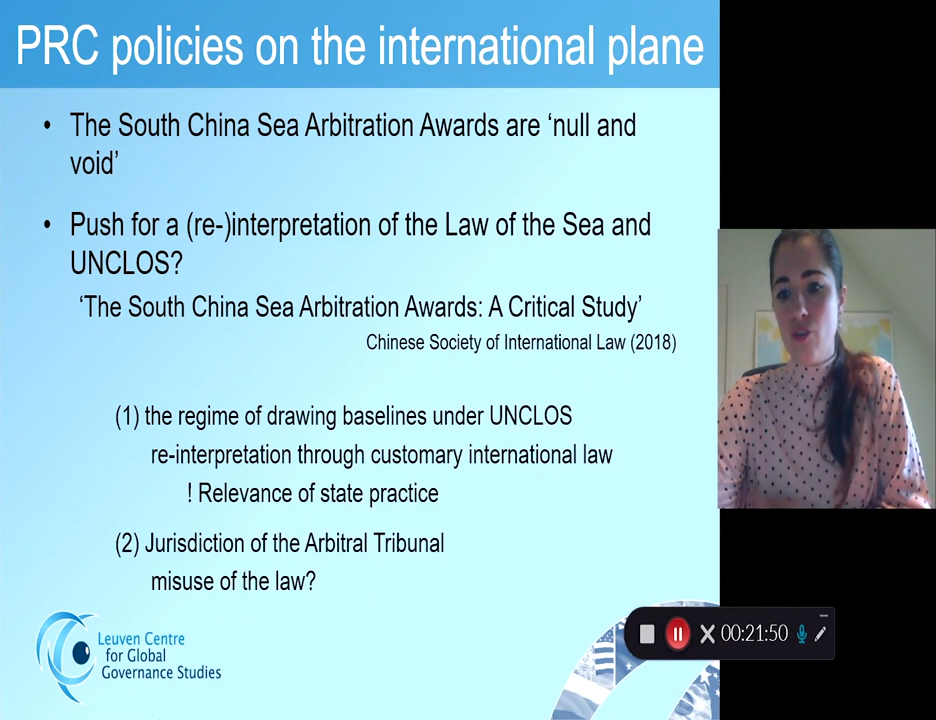 PRC policies on the international plane
• The South China Sea Arbitration Awards are ‘null and
void’
• Push for a (re-)interpretation of the Law of the Sea and
UNCLOS?
‘The South China Sea Arbitration Awards: A Critical Study’
Chinese Society of International Law (2018)
(1) the regime of drawing baselines under UNCLOS
re-interpretation through customary international law
! Relevance of state practice
(2) Jurisdiction of the Arbitral Tribunal
misuse of the law?
Leuven Centre
for Global
Governance Studies
00:21:50